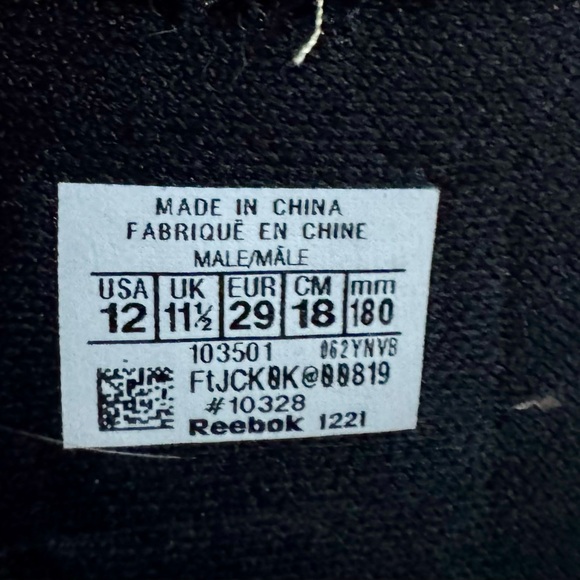 MADE IN CHINA
FABRIQUÉ EN CHINE
MALE/MÂLE
USA UK EUR CM mm
12 11½ 29 18 180
103501 062YNVB
FtJCK0K@00819
#10328
Reebok 1221